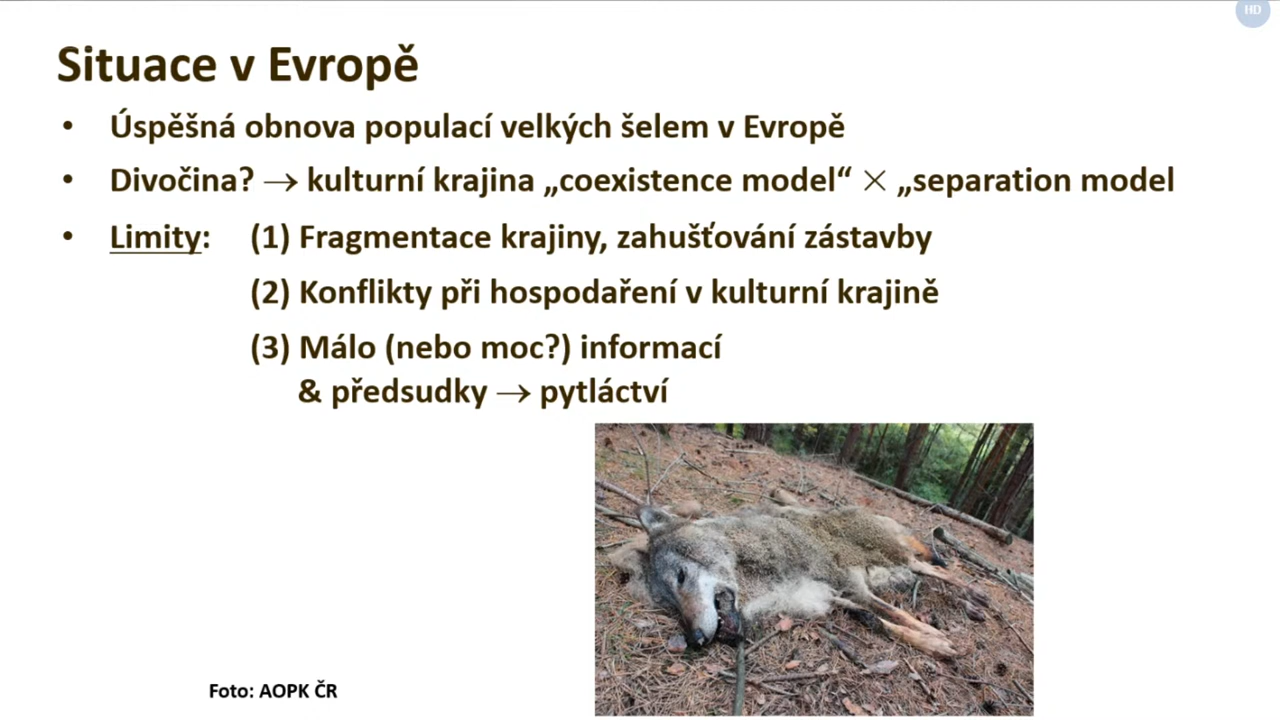 HD
Situace v Evropě
• Úspěšná obnova populací velkých šelem v Evropě
• Divočina? → kulturní krajina „coexistence model“ × „separation model
• Limity: (1) Fragmentace krajiny, zahušťování zástavby
(2) Konflikty při hospodaření v kulturní krajině
(3) Málo (nebo moc?) informací
& předsudky → pytláctví
Foto: AOPK ČR